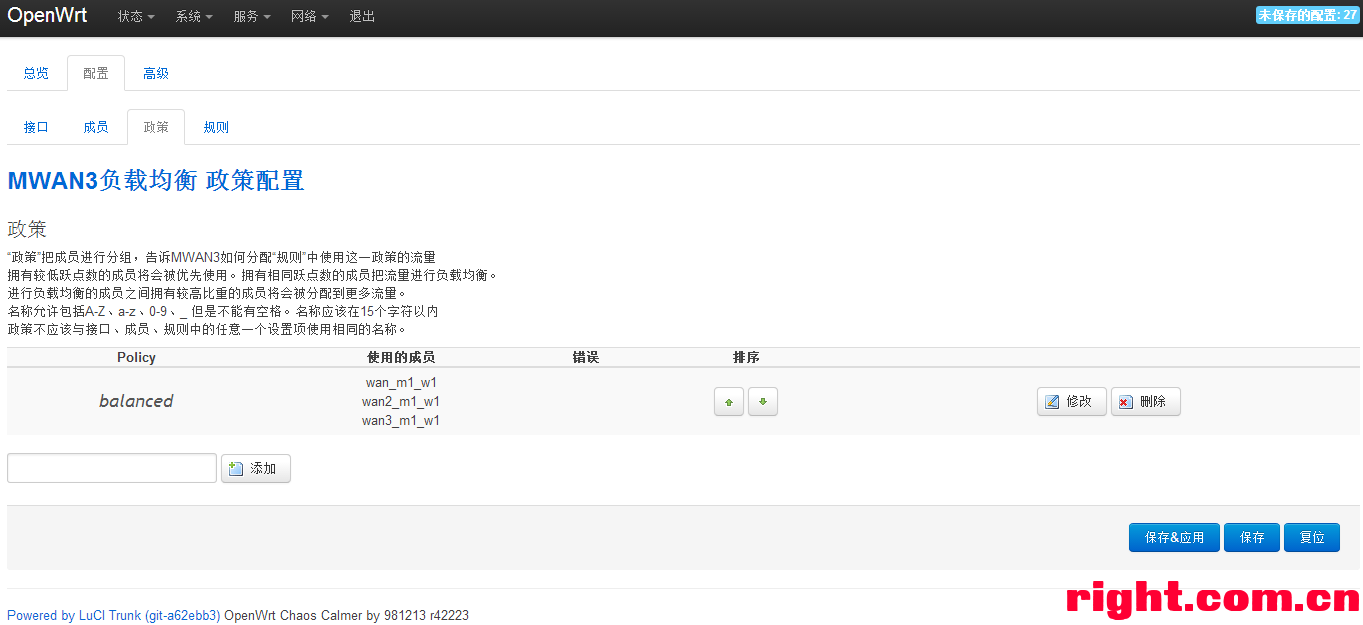 OpenWrt 状态 系统 服务 网络 退出 未保存的配置: 27
总览 配置 高级
接口 成员 政策 规则
MWAN3负载均衡 政策配置
政策
“政策”把成员进行分组，告诉MWAN3如何分配“规则”中使用这一政策的流量
拥有较低跃点数的成员将会被优先使用。拥有相同跃点数的成员把流量进行负载均衡。
进行负载均衡的成员之间拥有较高比重的成员将会被分配到更多流量。
名称允许包括A-Z、a-z、0-9、_ 但是不能有空格。名称应该在15个字符以内
政策不应该与接口、成员、规则中的任意一个设置项使用相同的名称。
Policy 使用的成员 错误 排序
balanced
wan_m1_w1
wan2_m1_w1
wan3_m1_w1
修改 删除
添加
保存&应用 保存 复位
Powered by LuCI Trunk (git-a62ebb3) OpenWrt Chaos Calmer by 981213 r42223
right.com.cn